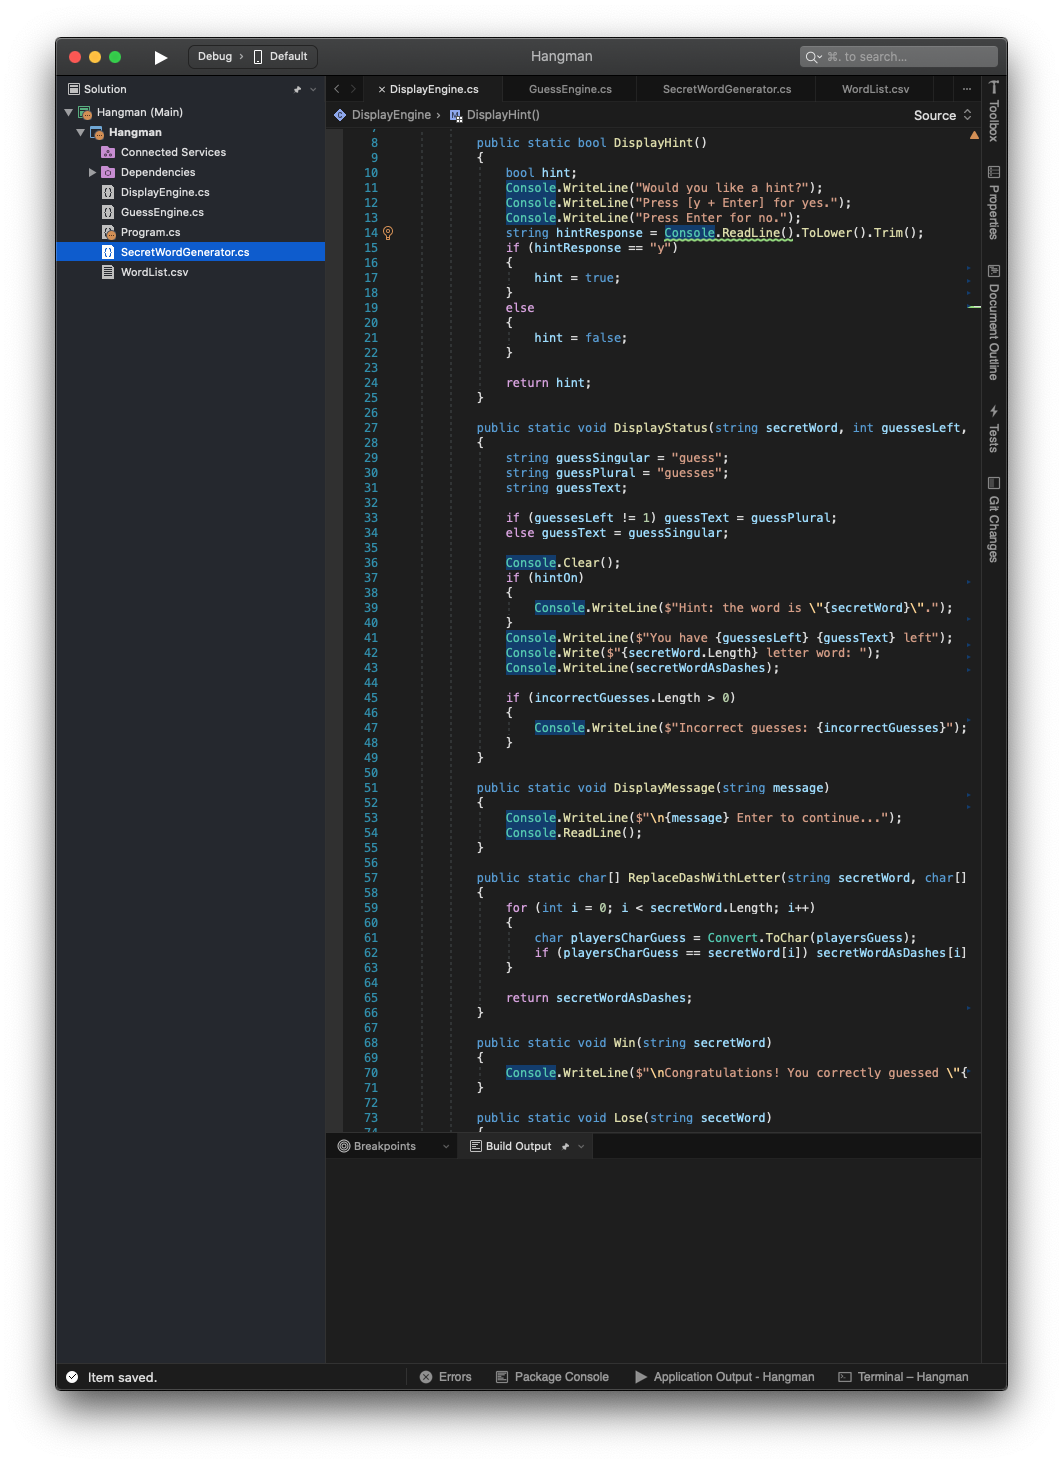 Debug › Default
Hangman
⌘. to search...
Solution
Hangman (Main)
Hangman
Connected Services
Dependencies
DisplayEngine.cs
GuessEngine.cs
Program.cs
SecretWordGenerator.cs
WordList.csv
× DisplayEngine.cs
GuessEngine.cs
SecretWordGenerator.cs
WordList.csv
...
DisplayEngine › M DisplayHint()
Source
8 public static bool DisplayHint()
9 {
10 bool hint;
11 Console.WriteLine("Would you like a hint?");
12 Console.WriteLine("Press [y + Enter] for yes.");
13 Console.WriteLine("Press Enter for no.");
14 string hintResponse = Console.ReadLine().ToLower().Trim();
15 if (hintResponse == "y")
16 {
17 hint = true;
18 }
19 else
20 {
21 hint = false;
22 }
23
24 return hint;
25 }
26
27 public static void DisplayStatus(string secretWord, int guessesLeft,
28 {
29 string guessSingular = "guess";
30 string guessPlural = "guesses";
31 string guessText;
32
33 if (guessesLeft != 1) guessText = guessPlural;
34 else guessText = guessSingular;
35
36 Console.Clear();
37 if (hintOn)
38 {
39 Console.WriteLine($"Hint: the word is \"{secretWord}\".");
40 }
41 Console.WriteLine($"You have {guessesLeft} {guessText} left");
42 Console.Write($"{secretWord.Length} letter word: ");
43 Console.WriteLine(secretWordAsDashes);
44
45 if (incorrectGuesses.Length > 0)
46 {
47 Console.WriteLine($"Incorrect guesses: {incorrectGuesses}");
48 }
49 }
50
51 public static void DisplayMessage(string message)
52 {
53 Console.WriteLine($"\n{message} Enter to continue...");
54 Console.ReadLine();
55 }
56
57 public static char[] ReplaceDashWithLetter(string secretWord, char[]
58 {
59 for (int i = 0; i < secretWord.Length; i++)
60 {
61 char playersCharGuess = Convert.ToChar(playersGuess);
62 if (playersCharGuess == secretWord[i]) secretWordAsDashes[i]
63 }
64
65 return secretWordAsDashes;
66 }
67
68 public static void Win(string secretWord)
69 {
70 Console.WriteLine($"\nCongratulations! You correctly guessed \"{
71 }
72
73 public static void Lose(string secetWord)
74 {
Toolbox
Properties
Document Outline
Tests
Git Changes
Breakpoints
Build Output
Item saved.
Errors
Package Console
Application Output - Hangman
Terminal – Hangman